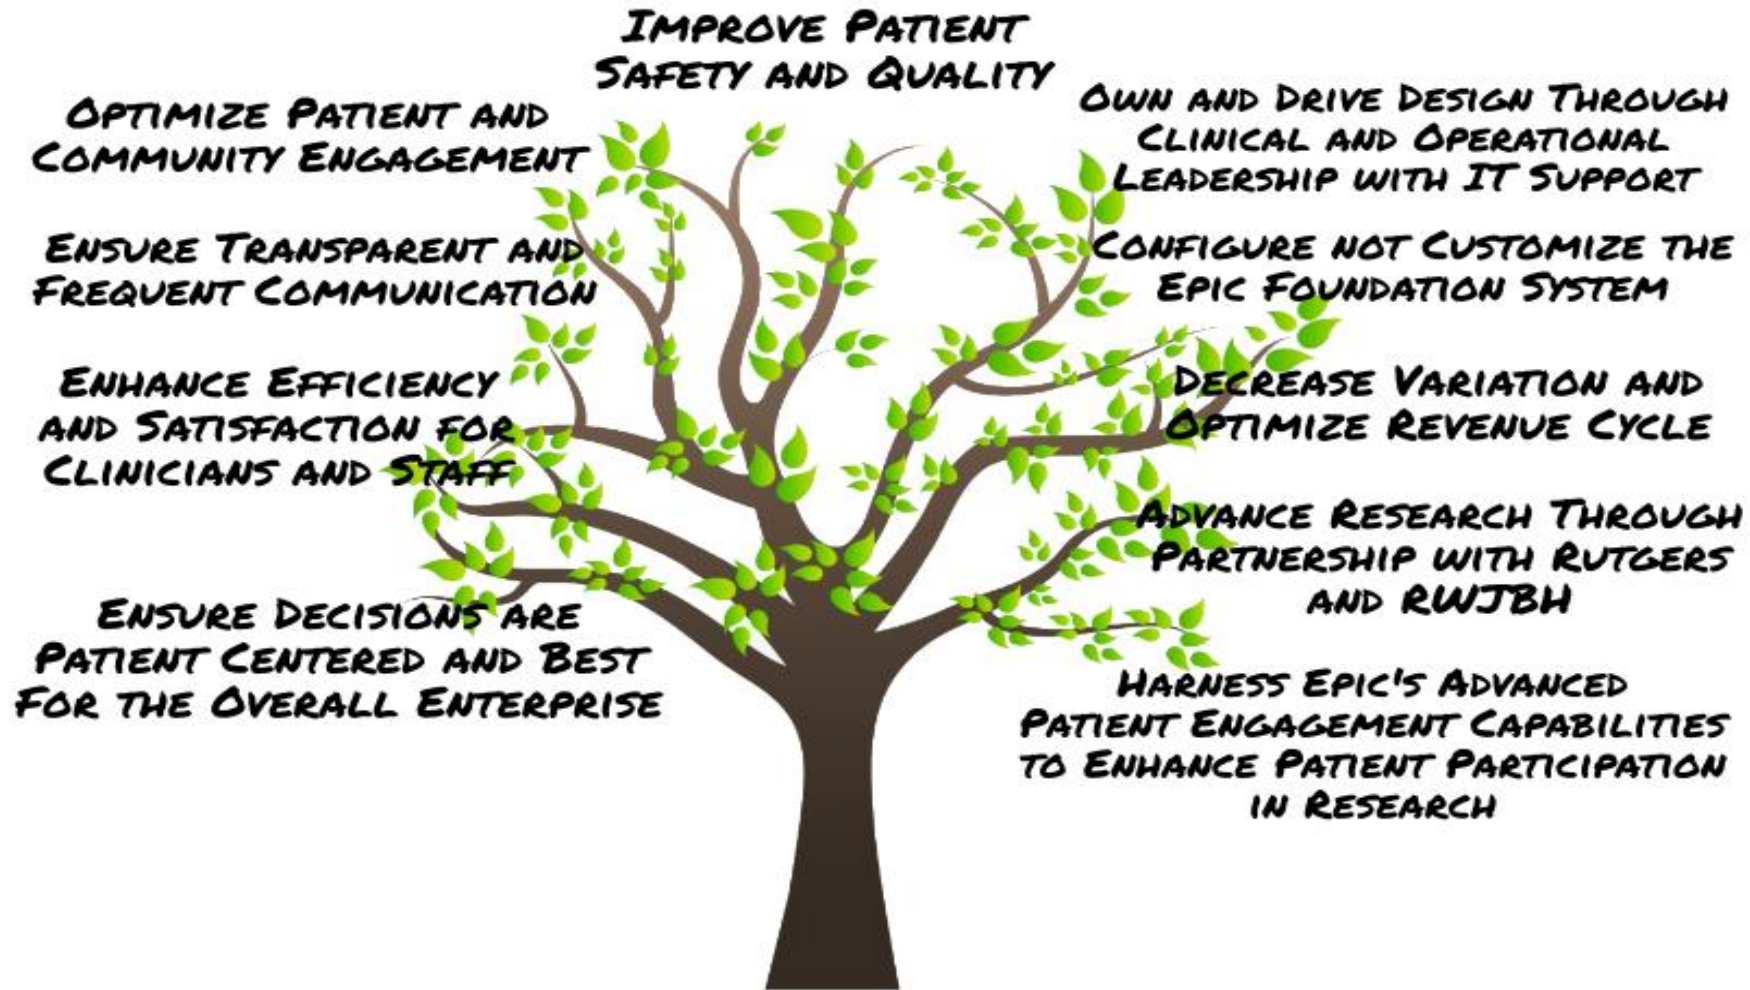 Improve Patient
Safety and Quality
Optimize Patient and
Community Engagement
Ensure Transparent and
Frequent Communication
Enhance Efficiency
and Satisfaction for
Clinicians and Staff
Ensure Decisions are
Patient Centered and Best
For the Overall Enterprise
Own and Drive Design Through
Clinical and Operational
Leadership with IT Support
Configure not Customize the
Epic Foundation System
Decrease Variation and
Optimize Revenue Cycle
Advance Research Through
Partnership with Rutgers
and RWJBH
Harness Epic's Advanced
Patient Engagement Capabilities
to Enhance Patient Participation
in Research